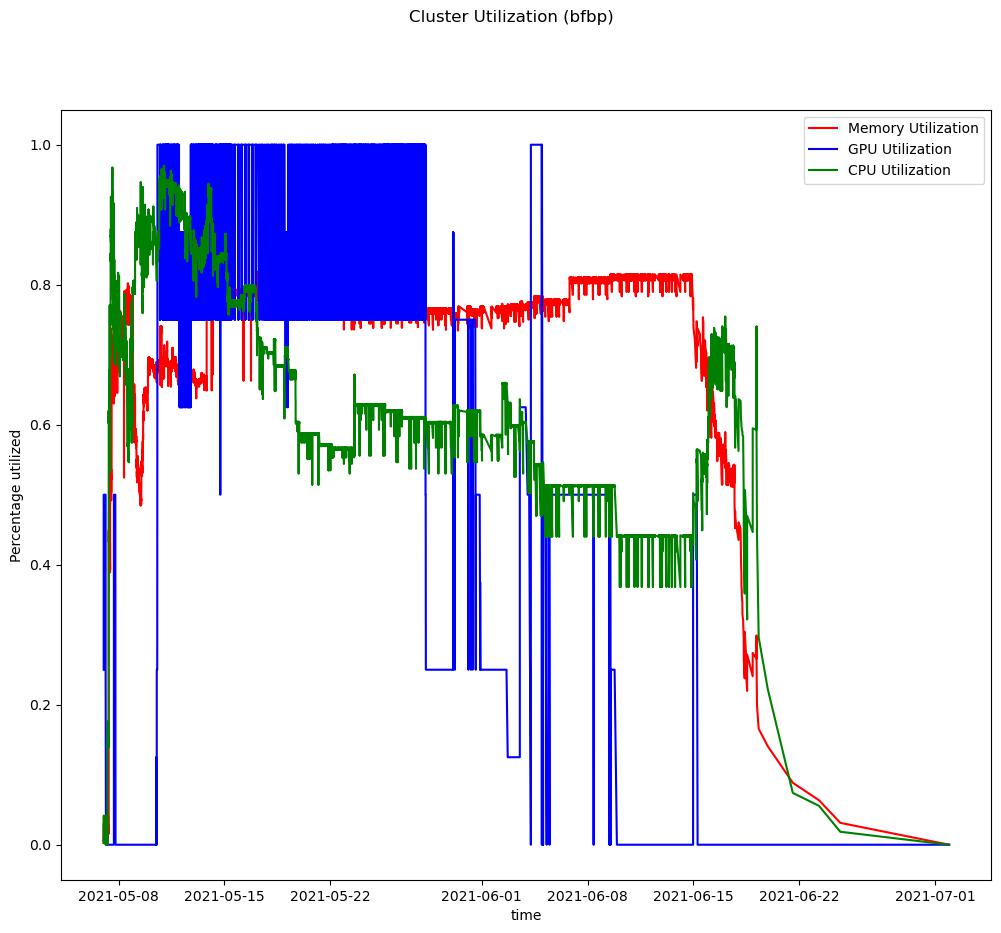 Cluster Utilization (bfbp)
Memory Utilization
GPU Utilization
CPU Utilization
Percentage utilized
1.0
0.8
0.6
0.4
0.2
0.0
2021-05-08 2021-05-15 2021-05-22 2021-06-01 2021-06-08 2021-06-15 2021-06-22 2021-07-01
time